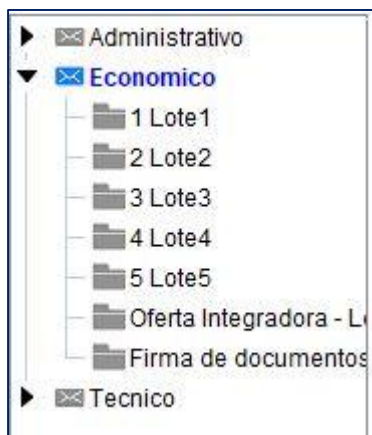 Administrativo
Economico
1 Lote1
2 Lote2
3 Lote3
4 Lote4
5 Lote5
Oferta Integradora -
Firma de documentos
Tecnico